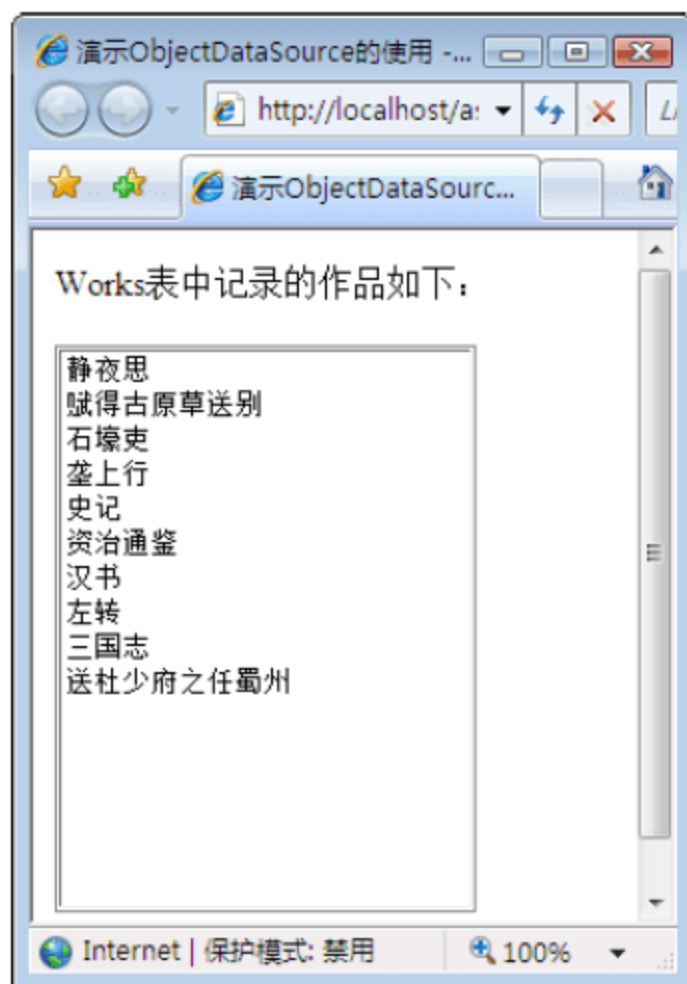 演示ObjectDataSource的使用 -...
http://localhost/a:
演示ObjectDataSourc...
Works表中记录的作品如下：
静夜思
赋得古原草送别
石壕吏
垄上行
史记
资治通鉴
汉书
左转
三国志
送杜少府之任蜀州
Internet | 保护模式: 禁用
100%